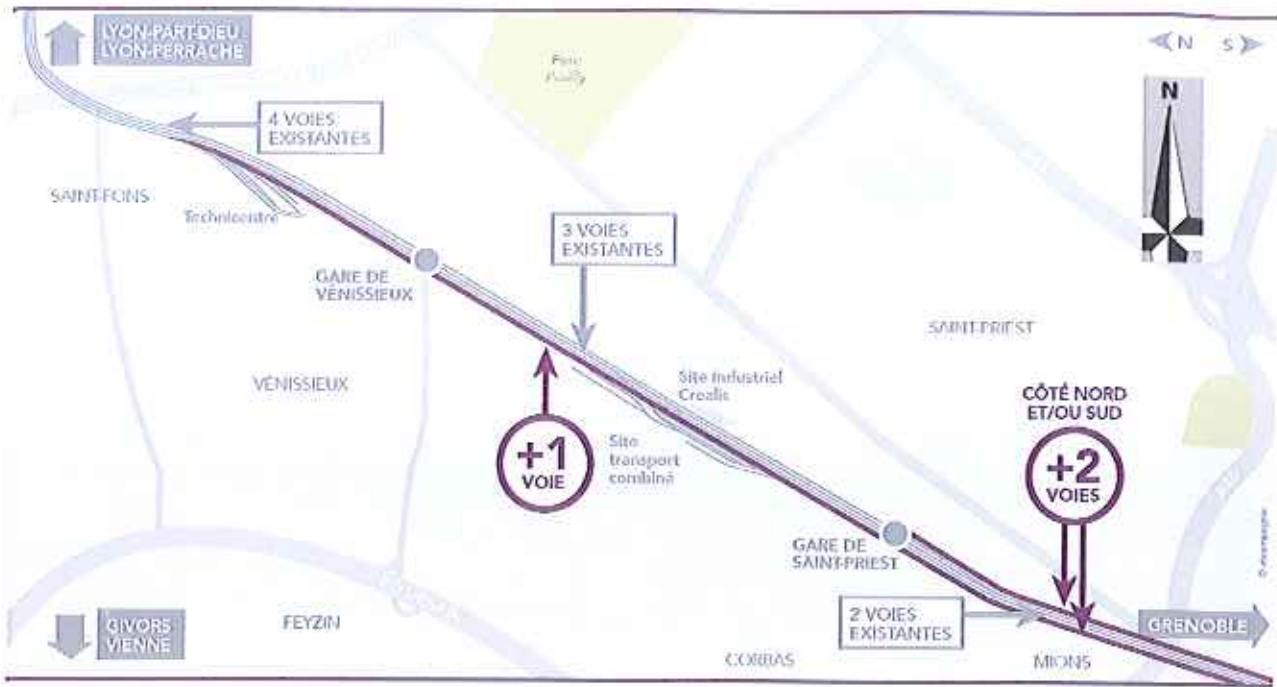 LYON-PART-DIEU
LYON-PERRACHE
N S
N
4 VOIES
EXISTANTES
Parc
SAINT-FONS
Technicentre
3 VOIES
EXISTANTES
GARE DE
VÉNISSIEUX
SAINT-PRIEST
VÉNISSIEUX
Site Industriel
Crealis
CÔTÉ NORD
ET/OU SUD
+1
VOIE
Site
transport
combiné
+2
VOIES
GARE DE
SAINT-PRIEST
2 VOIES
EXISTANTES
GIVORS
VIENNE
FEYZIN
GRENOBLE
CORBAS
MIONS